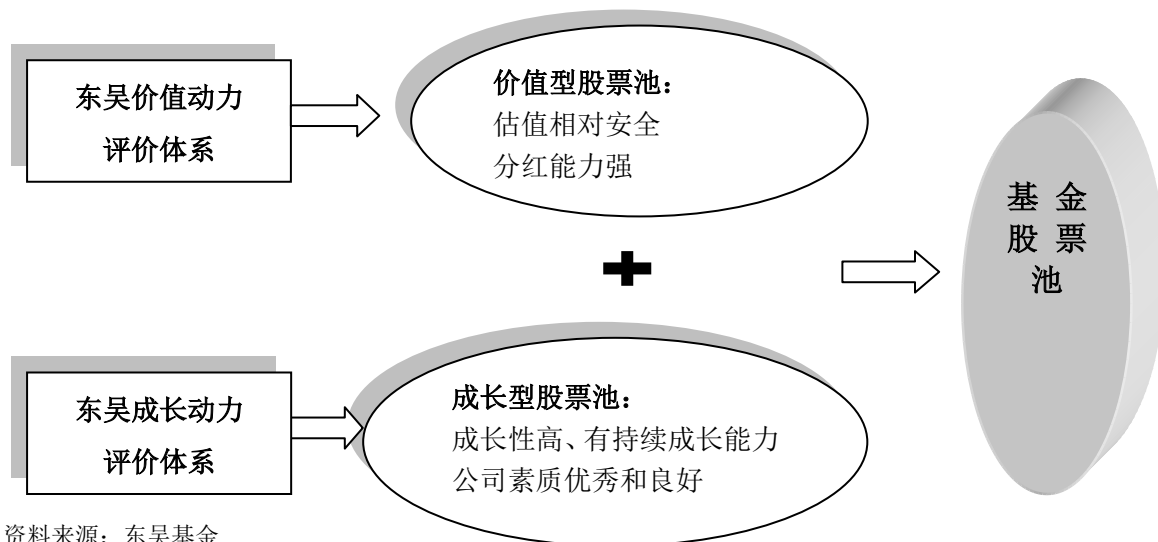 东吴价值动力
评价体系
价值型股票池：
估值相对安全
分红能力强
基 金
股 票
池
东吴成长动力
评价体系
成长型股票池：
成长性高、有持续成长能力
公司素质优秀和良好
资料来源：东吴基金